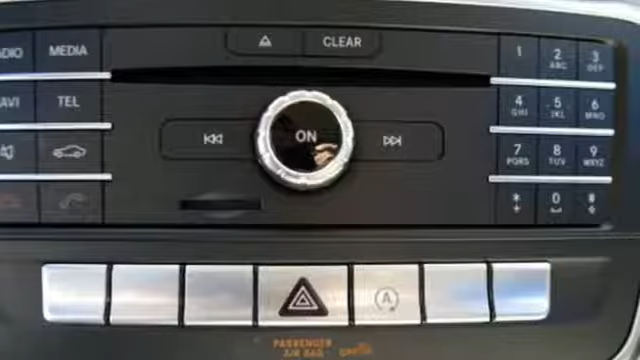 CLEAR
ADIO MEDIA
1 2 ABC 3 DEF
AVI TEL
4 GHI 5 JKL 6 MNO
ON
7 PQRS 8 TUV 9 WXYZ
* + 0 #
A
PASSENGER
AIR BAG OFF